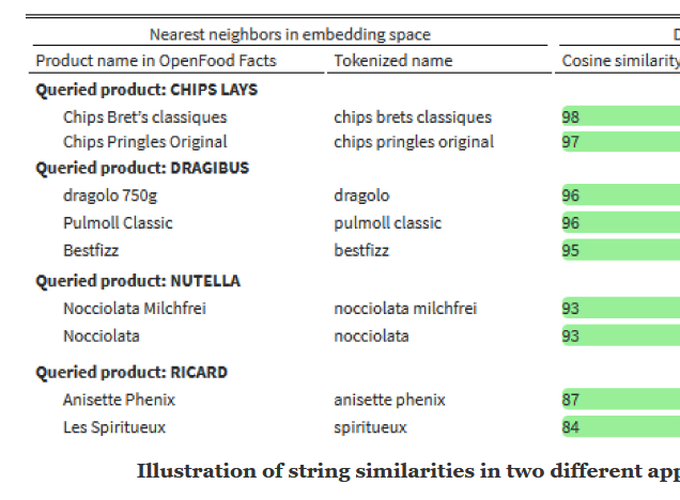 Nearest neighbors in embedding space D
Product name in OpenFood Facts Tokenized name Cosine similarity
Queried product: CHIPS LAYS
Chips Bret's classiques chips brets classiques 98
Chips Pringles Original chips pringles original 97
Queried product: DRAGIBUS
dragolo 750g dragolo 96
Pulmoll Classic pulmoll classic 96
Bestfizz bestfizz 95
Queried product: NUTELLA
Nocciolata Milchfrei nocciolata milchfrei 93
Nocciolata nocciolata 93
Queried product: RICARD
Anisette Phenix anisette phenix 87
Les Spiritueux spiritueux 84
Illustration of string similarities in two different app